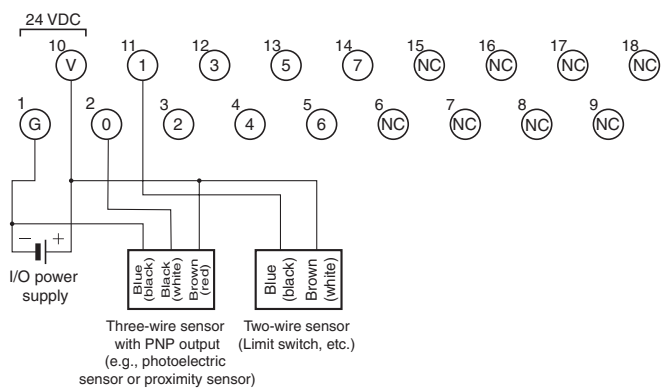 24 VDC
10 11 12 13 14 15 16 17 18
V 1 3 5 7 NC NC NC NC
1 2 3 4 5 6 7 8 9
G 0 2 4 6 NC NC NC NC
− +
I/O power
supply
Blue
(black)
Black
(white)
Brown
(red)
Blue
(black)
Brown
(white)
Three-wire sensor
with PNP output
(e.g., photoelectric
sensor or proximity sensor)
Two-wire sensor
(Limit switch, etc.)